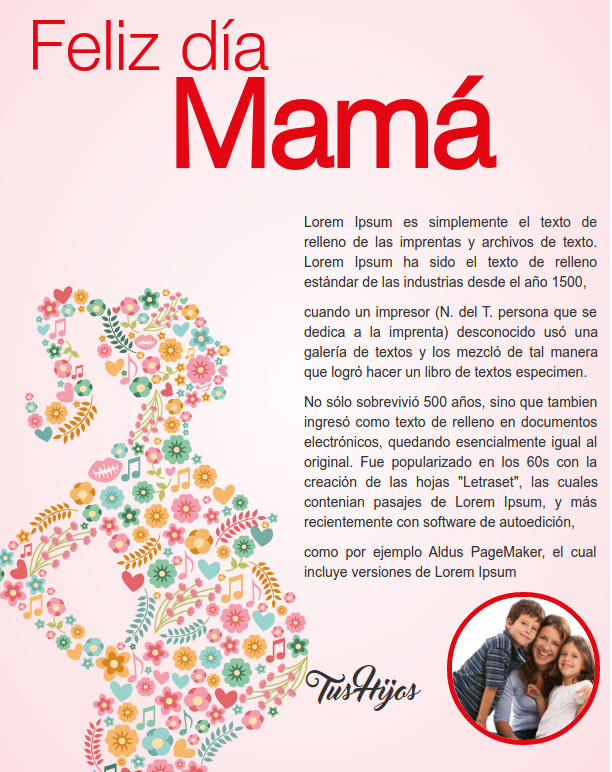 Feliz día
Mamá
Lorem Ipsum es simplemente el texto de
relleno de las imprentas y archivos de texto.
Lorem Ipsum ha sido el texto de relleno
estándar de las industrias desde el año 1500,
cuando un impresor (N. del T. persona que se
dedica a la imprenta) desconocido usó una
galería de textos y los mezcló de tal manera
que logró hacer un libro de textos especimen.
No sólo sobrevivió 500 años, sino que tambien
ingresó como texto de relleno en documentos
electrónicos, quedando esencialmente igual al
original. Fue popularizado en los 60s con la
creación de las hojas "Letraset", las cuales
contenian pasajes de Lorem Ipsum, y más
recientemente con software de autoedición,
como por ejemplo Aldus PageMaker, el cual
incluye versiones de Lorem Ipsum
TusHijos